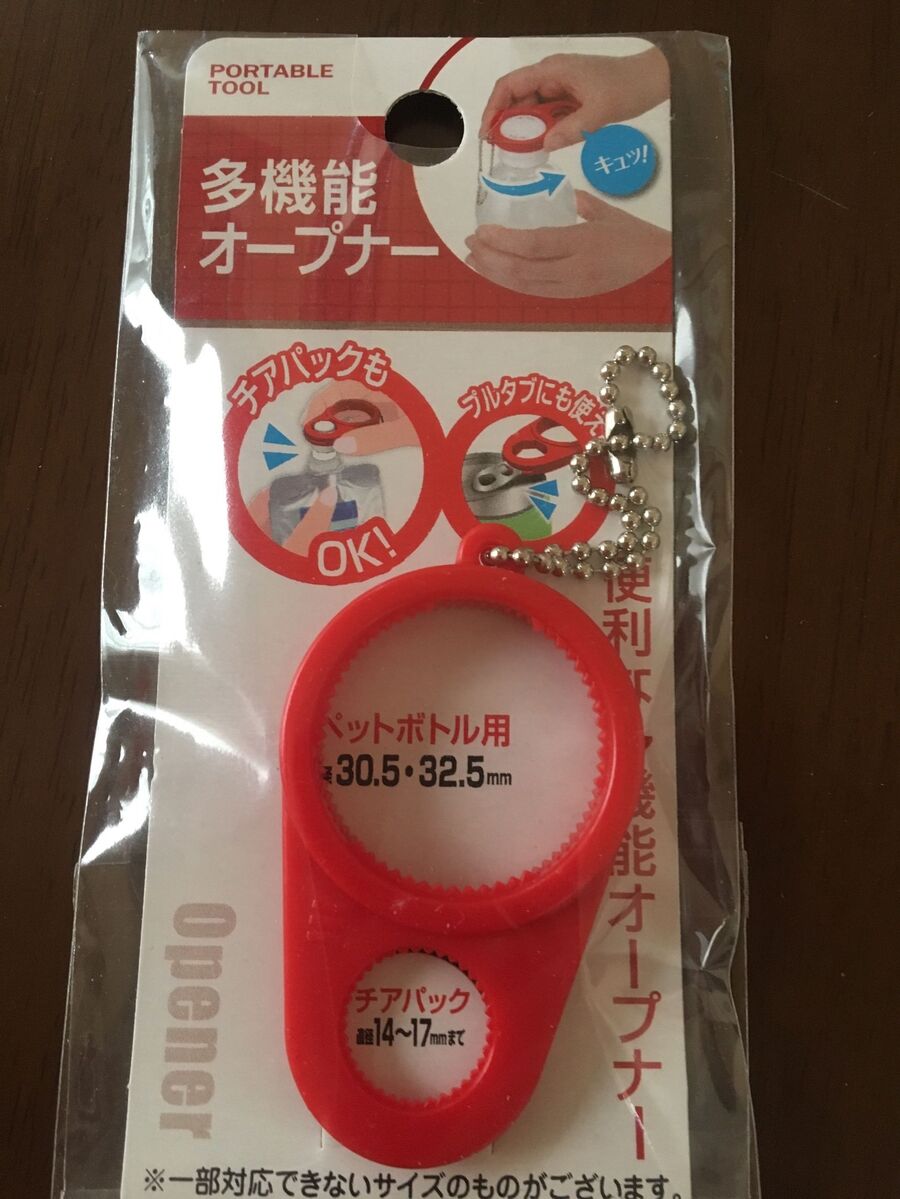 PORTABLE
TOOL
多機能
オープナー
キュッ!
チアパックも
OK!
プルタブにも使え
ペットボトル用
30.5・32.5mm
チアパック
直径14~17mmまで
便利な
機能オープナー
Opener
※一部対応できないサイズのものがございます。